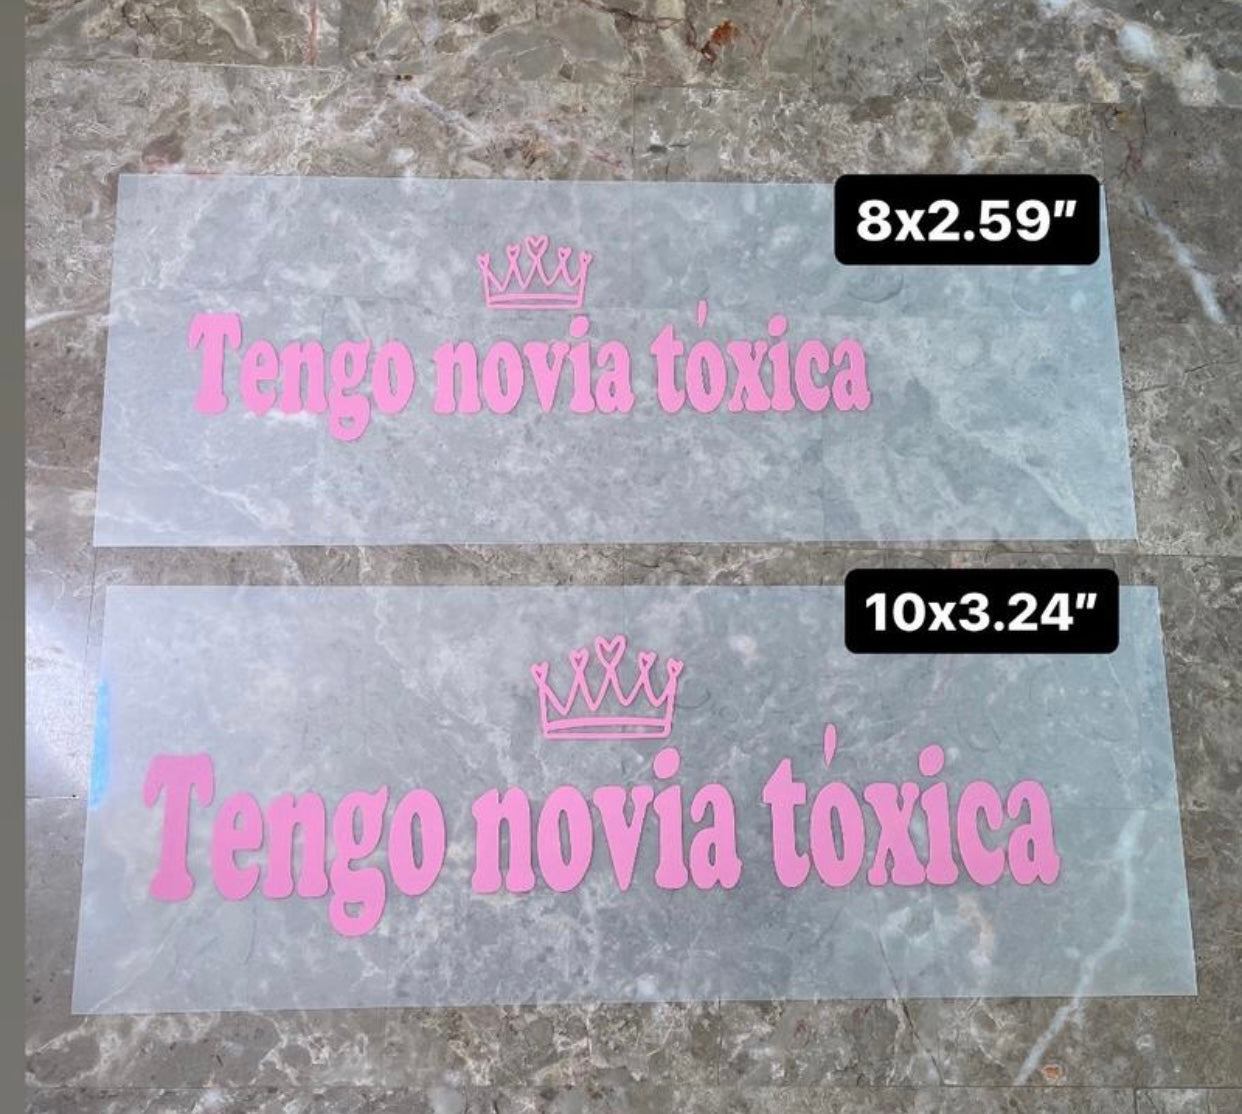 8x2.59"
Tengo novia tóxica
10x3.24"
Tengo novia tóxica